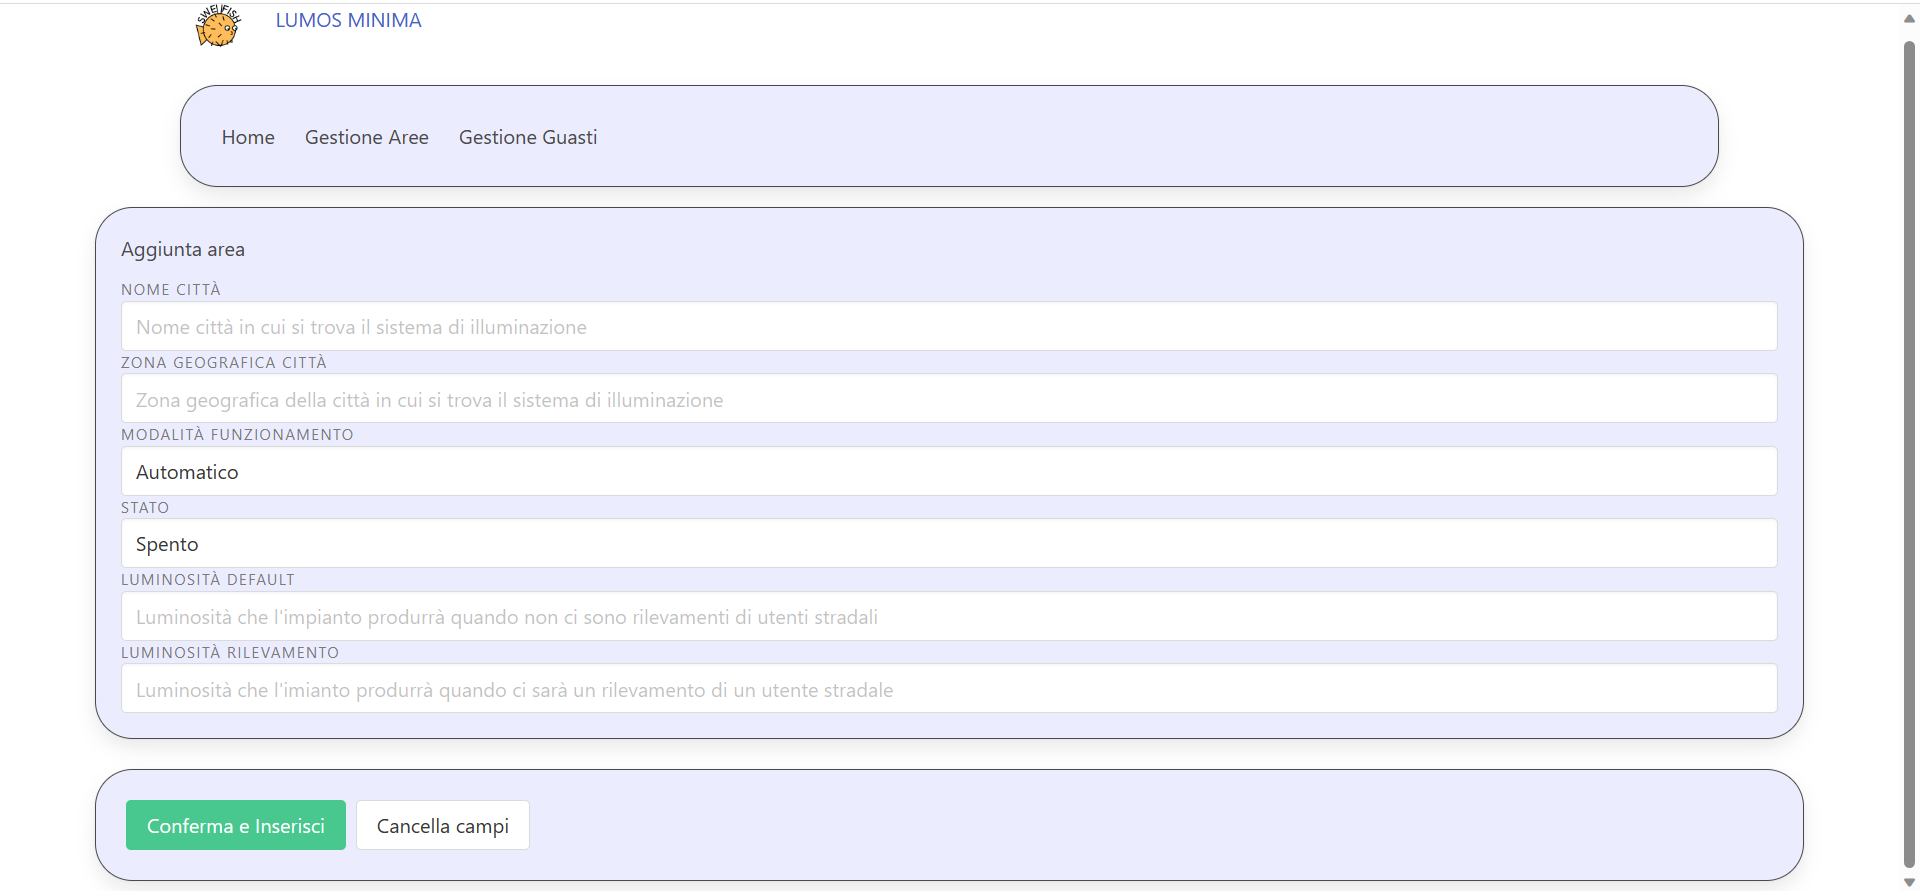 SWEIFISH
LUMOS MINIMA
Home Gestione Aree Gestione Guasti
Aggiunta area
NOME CITTÀ
Nome città in cui si trova il sistema di illuminazione
ZONA GEOGRAFICA CITTÀ
Zona geografica della città in cui si trova il sistema di illuminazione
MODALITÀ FUNZIONAMENTO
Automatico
STATO
Spento
LUMINOSITÀ DEFAULT
Luminosità che l'impianto produrrà quando non ci sono rilevamenti di utenti stradali
LUMINOSITÀ RILEVAMENTO
Luminosità che l'imianto produrrà quando ci sarà un rilevamento di un utente stradale
Conferma e Inserisci Cancella campi